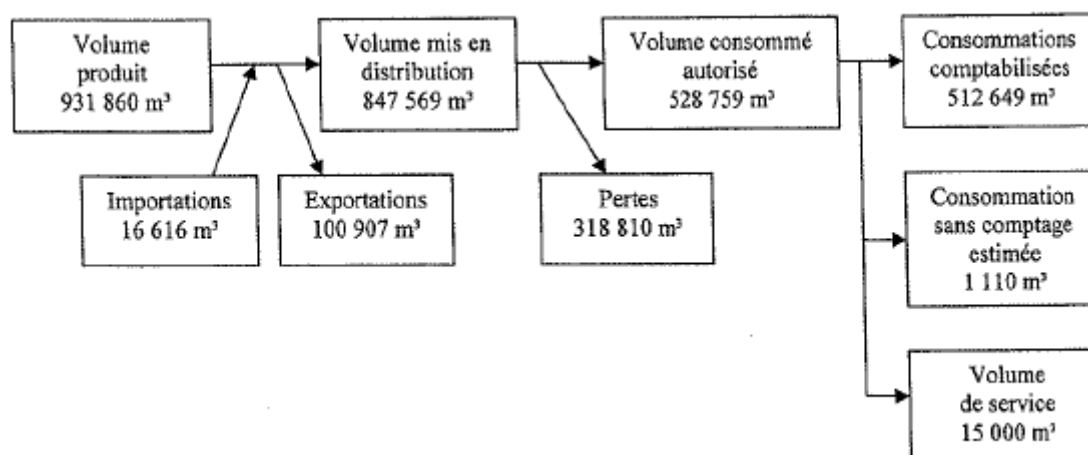 Volume
produit
931 860 m³
Volume mis en
distribution
847 569 m³
Volume consommé
autorisé
528 759 m³
Consommations
comptabilisées
512 649 m³
Importations
16 616 m³
Exportations
100 907 m³
Pertes
318 810 m³
Consommation
sans comptage
estimée
1 110 m³
Volume
de service
15 000 m³